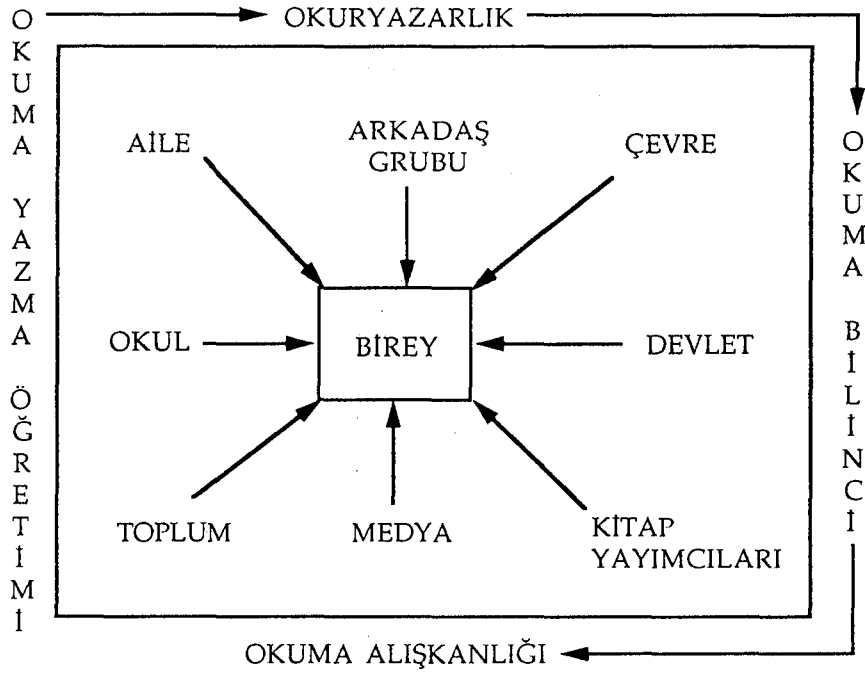 OKURYAZARLIK
OKUMA YAZMA ÖĞRETİMİ
AİLE
ARKADAŞ
GRUBU
ÇEVRE
OKUL
BİREY
DEVLET
TOPLUM
MEDYA
KİTAP
YAYIMCILARI
OKUMA BİLİNCİ
OKUMA ALIŞKANLIĞI